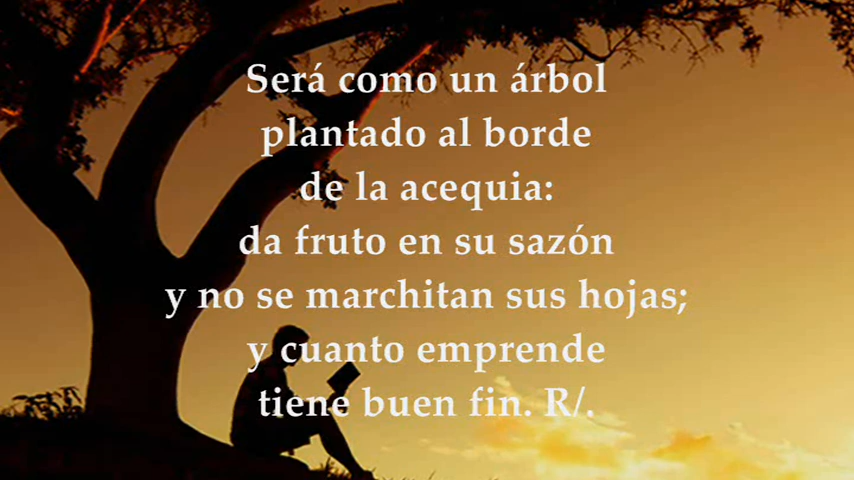 Será como un árbol
plantado al borde
de la acequia:
da fruto en su sazón
y no se marchitan sus hojas;
y cuanto emprende
tiene buen fin. R/.